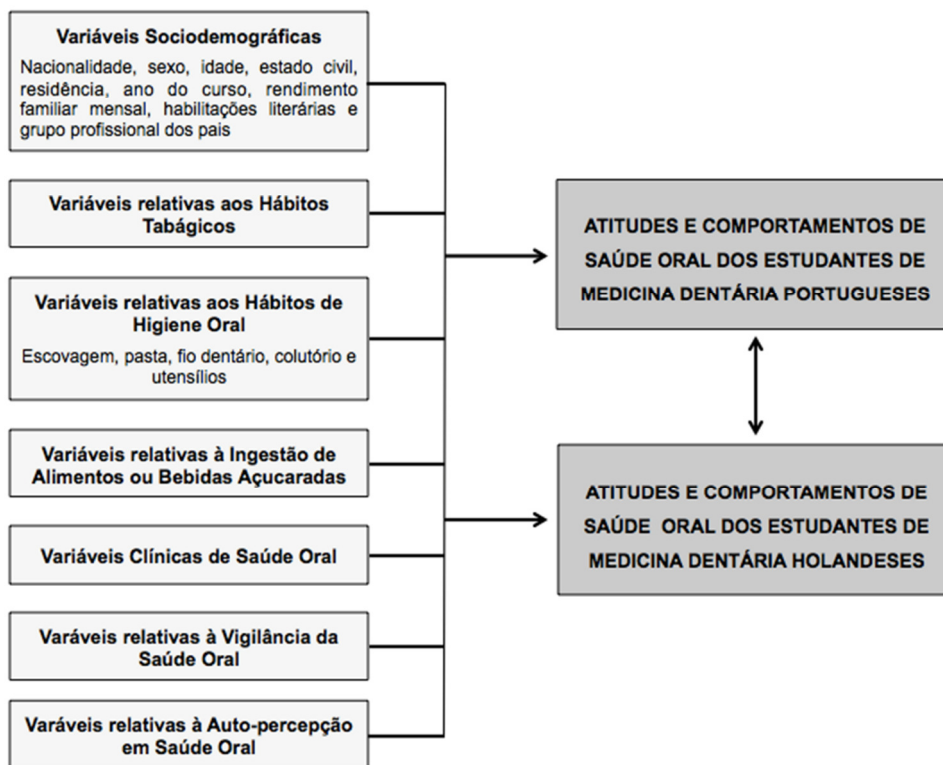 Variáveis Sociodemográficas
Nacionalidade, sexo, idade, estado civil,
residência, ano do curso, rendimento
familiar mensal, habilitações literárias e
grupo profissional dos pais
Variáveis relativas aos Hábitos
Tabágicos
Variáveis relativas aos Hábitos de
Higiene Oral
Escovagem, pasta, fio dentário, colutório e
utensílios
Variáveis relativas à Ingestão de
Alimentos ou Bebidas Açucaradas
Variáveis Clínicas de Saúde Oral
Varáveis relativas à Vigilância da
Saúde Oral
Varáveis relativas à Auto-percepção
em Saúde Oral
ATITUDES E COMPORTAMENTOS DE
SAÚDE ORAL DOS ESTUDANTES DE
MEDICINA DENTÁRIA PORTUGUESES
ATITUDES E COMPORTAMENTOS DE
SAÚDE ORAL DOS ESTUDANTES DE
MEDICINA DENTÁRIA HOLANDESES